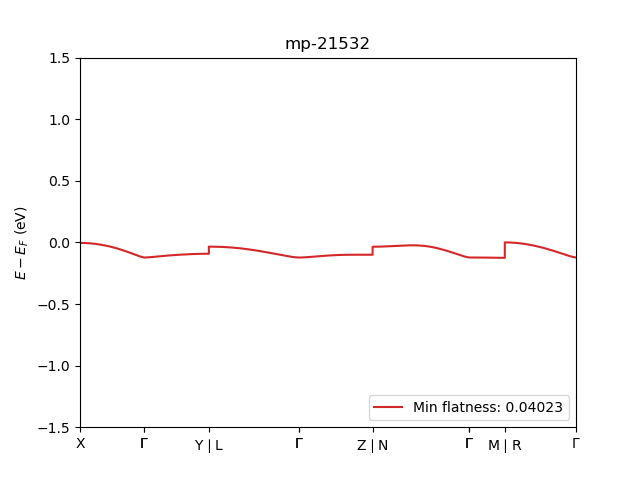 mp-21532
1.5
1.0
0.5
0.0
−0.5
−1.0
−1.5
E − E_F (eV)
Min flatness: 0.04023
X Γ Y | L Γ Z | N Γ M | R Γ